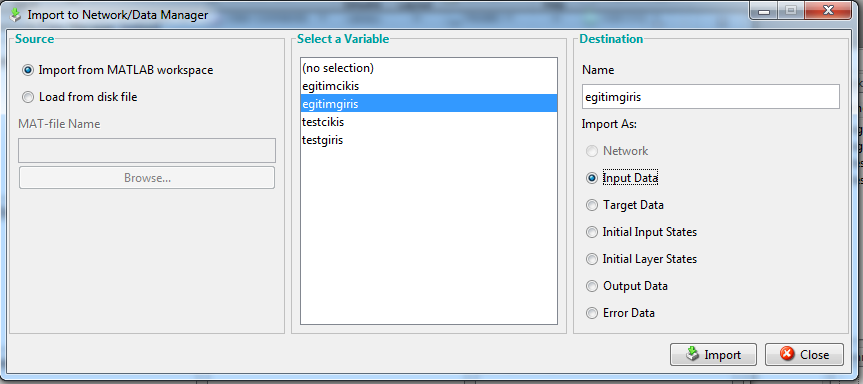 Import to Network/Data Manager
Source
Import from MATLAB workspace
Load from disk file
MAT-file Name
Browse...
Select a Variable
(no selection)
egitimcikis
egitimgiris
testcikis
testgiris
Destination
Name
egitimgiris
Import As:
Network
Input Data
Target Data
Initial Input States
Initial Layer States
Output Data
Error Data
Import
Close